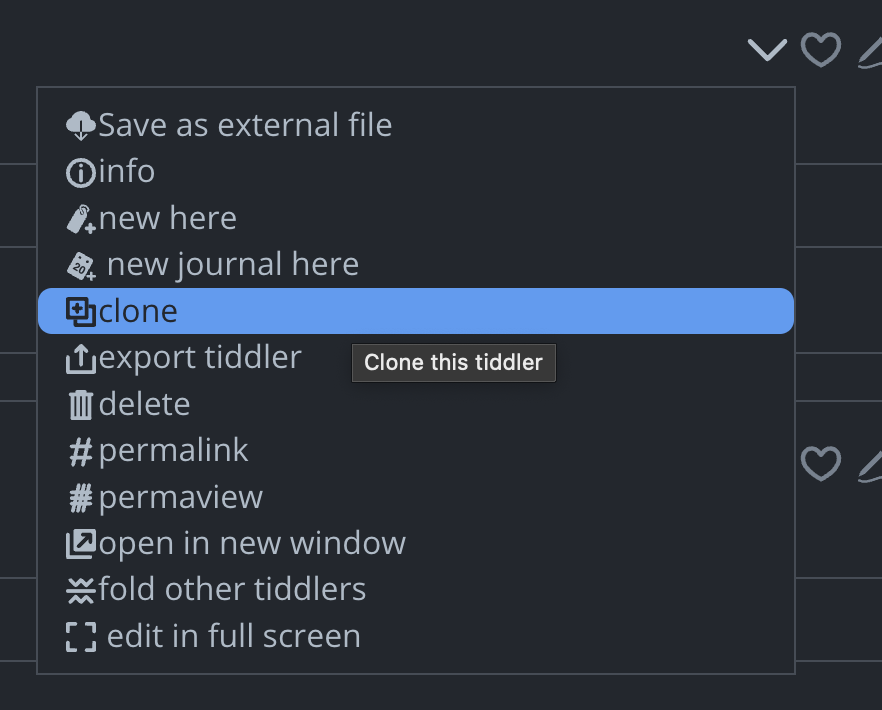 Save as external file
info
new here
new journal here
clone
export tiddler
Clone this tiddler
delete
permalink
permaview
open in new window
fold other tiddlers
edit in full screen